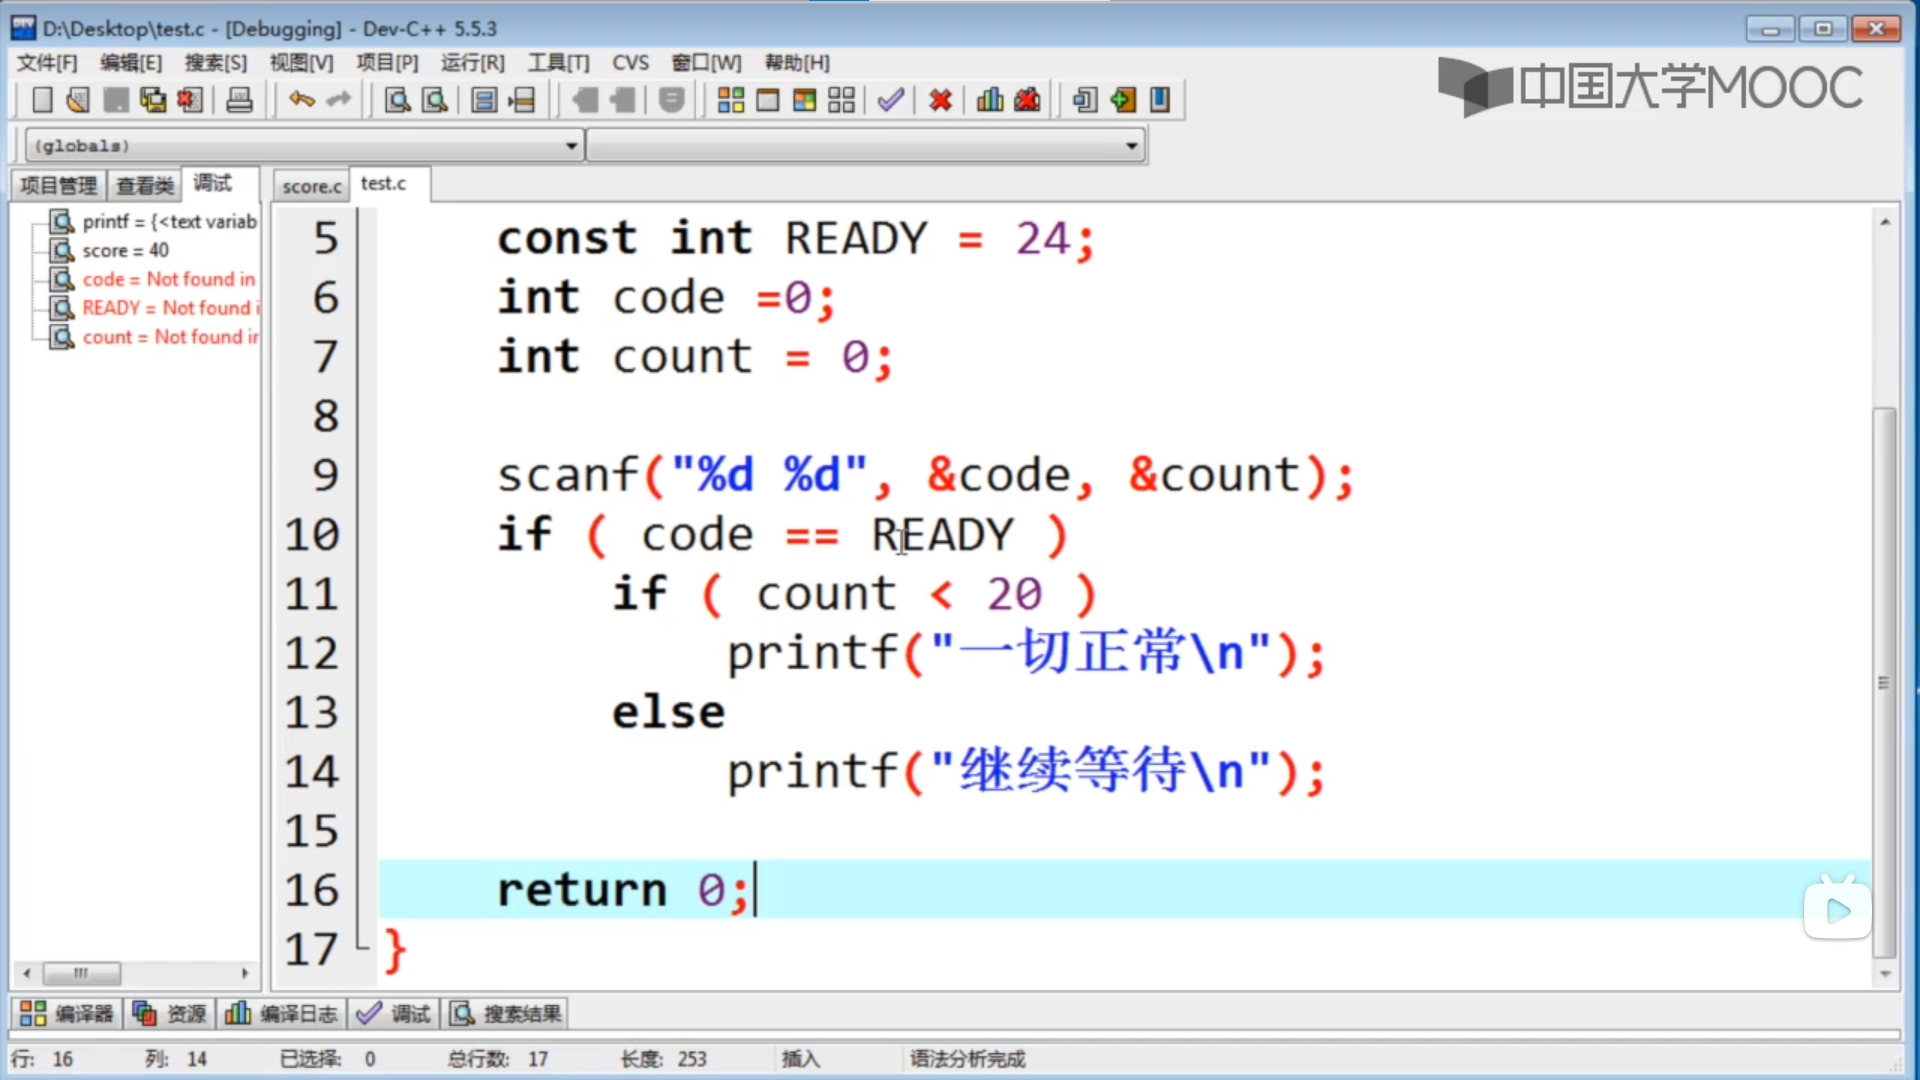 D:\Desktop\test.c - [Debugging] - Dev-C++ 5.5.3
文件[F] 编辑[E] 搜索[S] 视图[V] 项目[P] 运行[R] 工具[T] CVS 窗口[W] 帮助[H]
中国大学MOOC
(globals)
项目管理 查看类 调试 score.c test.c
printf = {<text variab
score = 40
code = Not found in
READY = Not found i
count = Not found in
5 const int READY = 24;
6 int code =0;
7 int count = 0;
8
9 scanf("%d %d", &code, &count);
10 if ( code == READY )
11 if ( count < 20 )
12 printf("一切正常\n");
13 else
14 printf("继续等待\n");
15
16 return 0;
17 }
编译器 资源 编译日志 调试 搜索结果
行: 16 列: 14 已选择: 0 总行数: 17 长度: 253 插入 语法分析完成